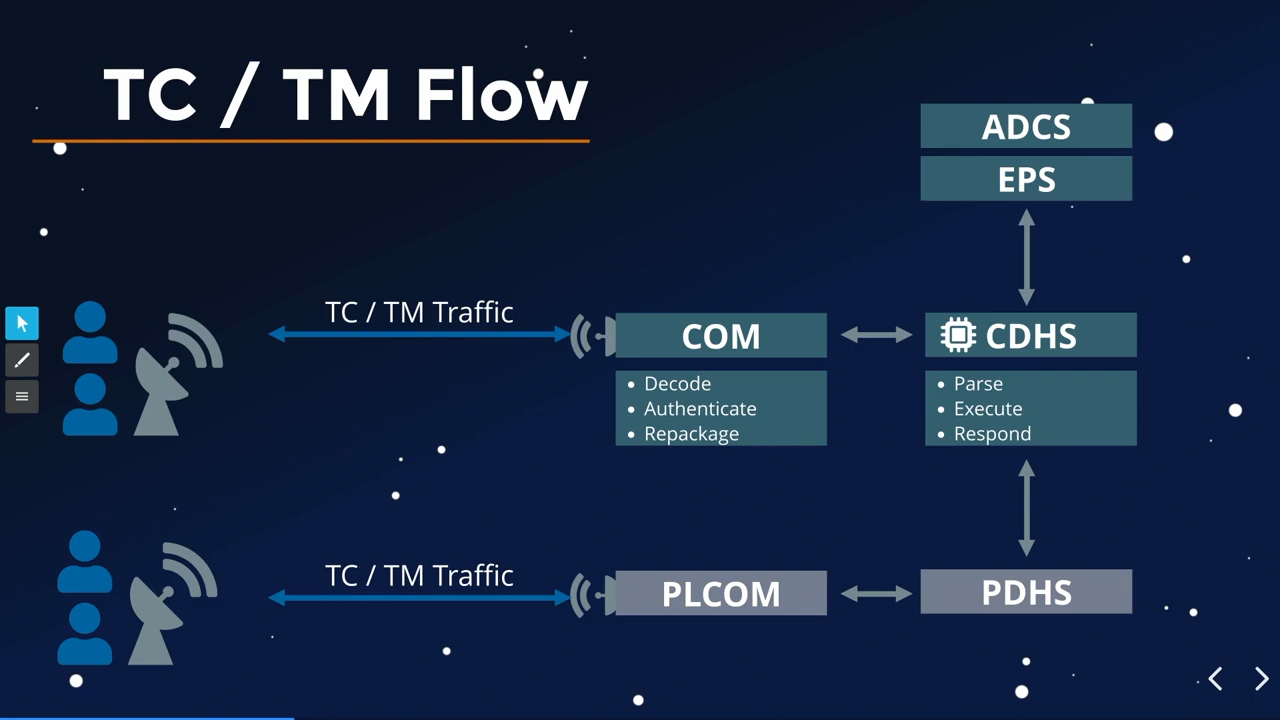 TC / TM Flow
ADCS
EPS
TC / TM Traffic
COM
CDHS
• Decode
• Authenticate
• Repackage
• Parse
• Execute
• Respond
TC / TM Traffic
PLCOM
PDHS